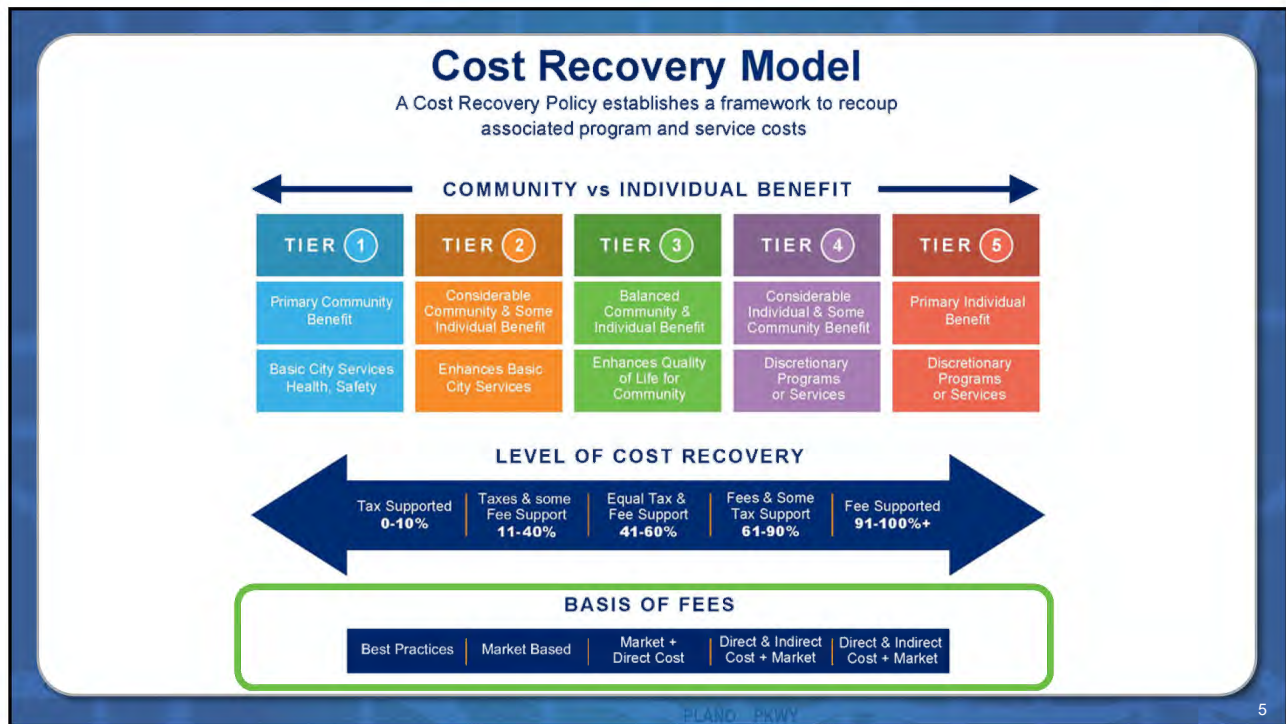 Cost Recovery Model
A Cost Recovery Policy establishes a framework to recoup
associated program and service costs
COMMUNITY vs INDIVIDUAL BENEFIT
TIER 1
TIER 2
TIER 3
TIER 4
TIER 5
Primary Community
Benefit
Considerable
Community & Some
Individual Benefit
Balanced
Community &
Individual Benefit
Considerable
Individual & Some
Community Benefit
Primary Individual
Benefit
Basic City Services
Health, Safety
Enhances Basic
City Services
Enhances Quality
of Life for
Community
Discretionary
Programs
or Services
Discretionary
Programs
or Services
LEVEL OF COST RECOVERY
Tax Supported
0-10%
Taxes & some
Fee Support
11-40%
Equal Tax &
Fee Support
41-60%
Fees & Some
Tax Support
61-90%
Fee Supported
91-100%+
BASIS OF FEES
Best Practices
Market Based
Market +
Direct Cost
Direct & Indirect
Cost + Market
Direct & Indirect
Cost + Market
PLANO PKWY
5